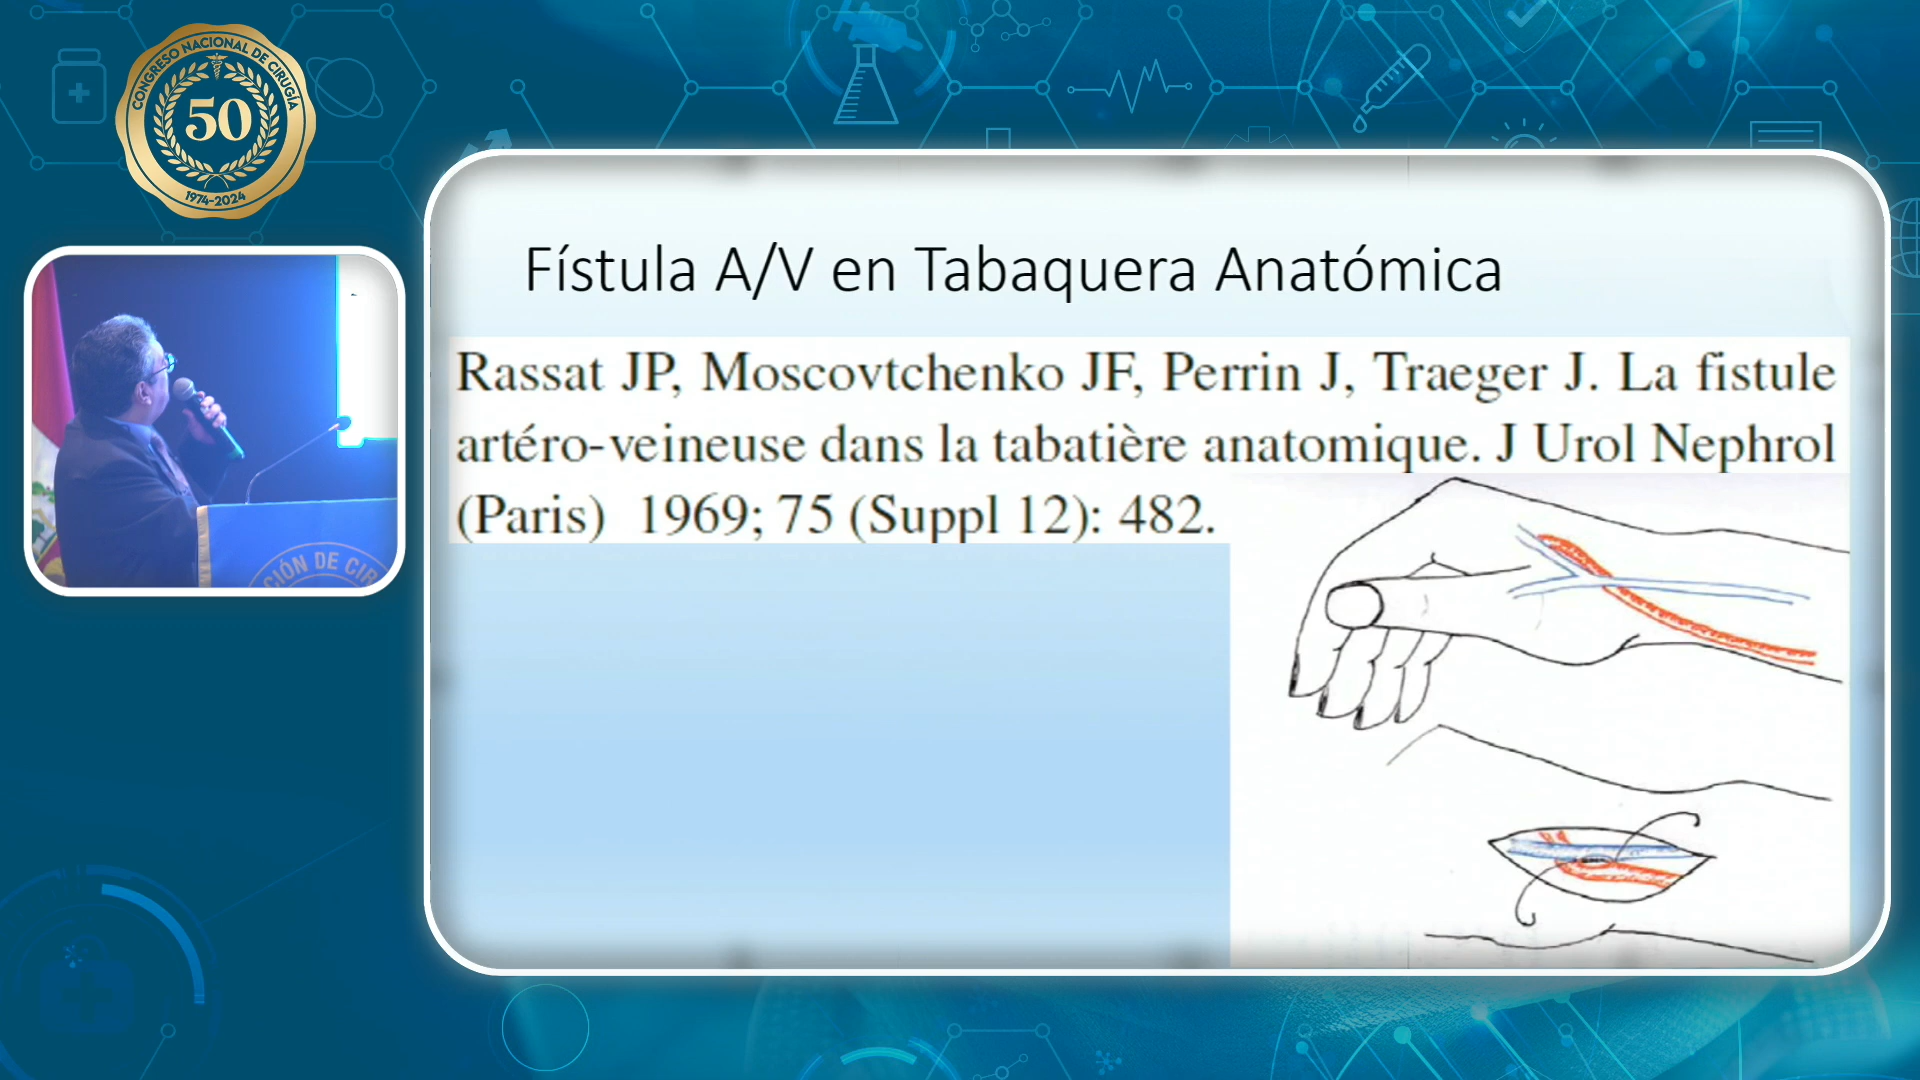 CONGRESO NACIONAL DE CIRUGÍA
50
1974-2024
Fístula A/V en Tabaquera Anatómica
Rassat JP, Moscovtchenko JF, Perrin J, Traeger J. La fistule
artéro-veineuse dans la tabatière anatomique. J Urol Nephrol
(Paris) 1969; 75 (Suppl 12): 482.
CIÓN DE CIR